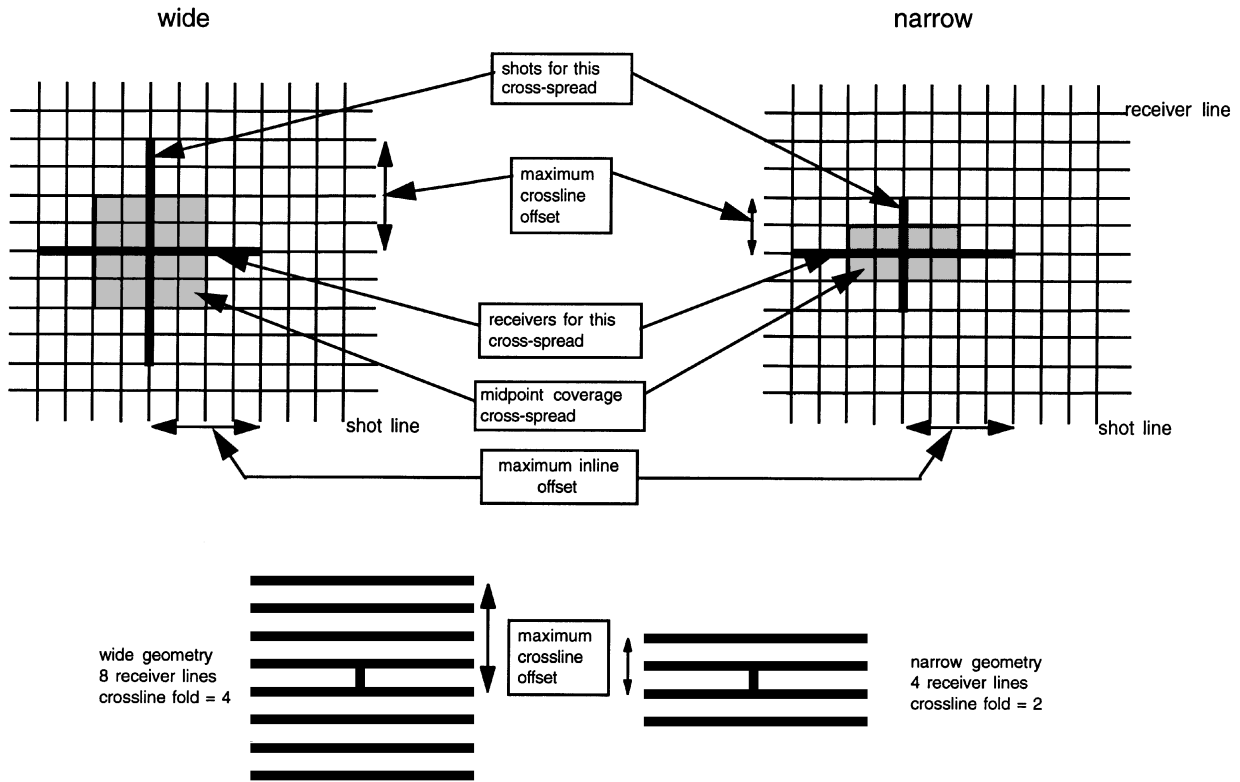 wide
narrow
shots for this
cross-spread
receiver line
maximum
crossline
offset
receivers for this
cross-spread
midpoint coverage
cross-spread
shot line
shot line
maximum inline
offset
wide geometry
8 receiver lines
crossline fold = 4
maximum
crossline
offset
narrow geometry
4 receiver lines
crossline fold = 2